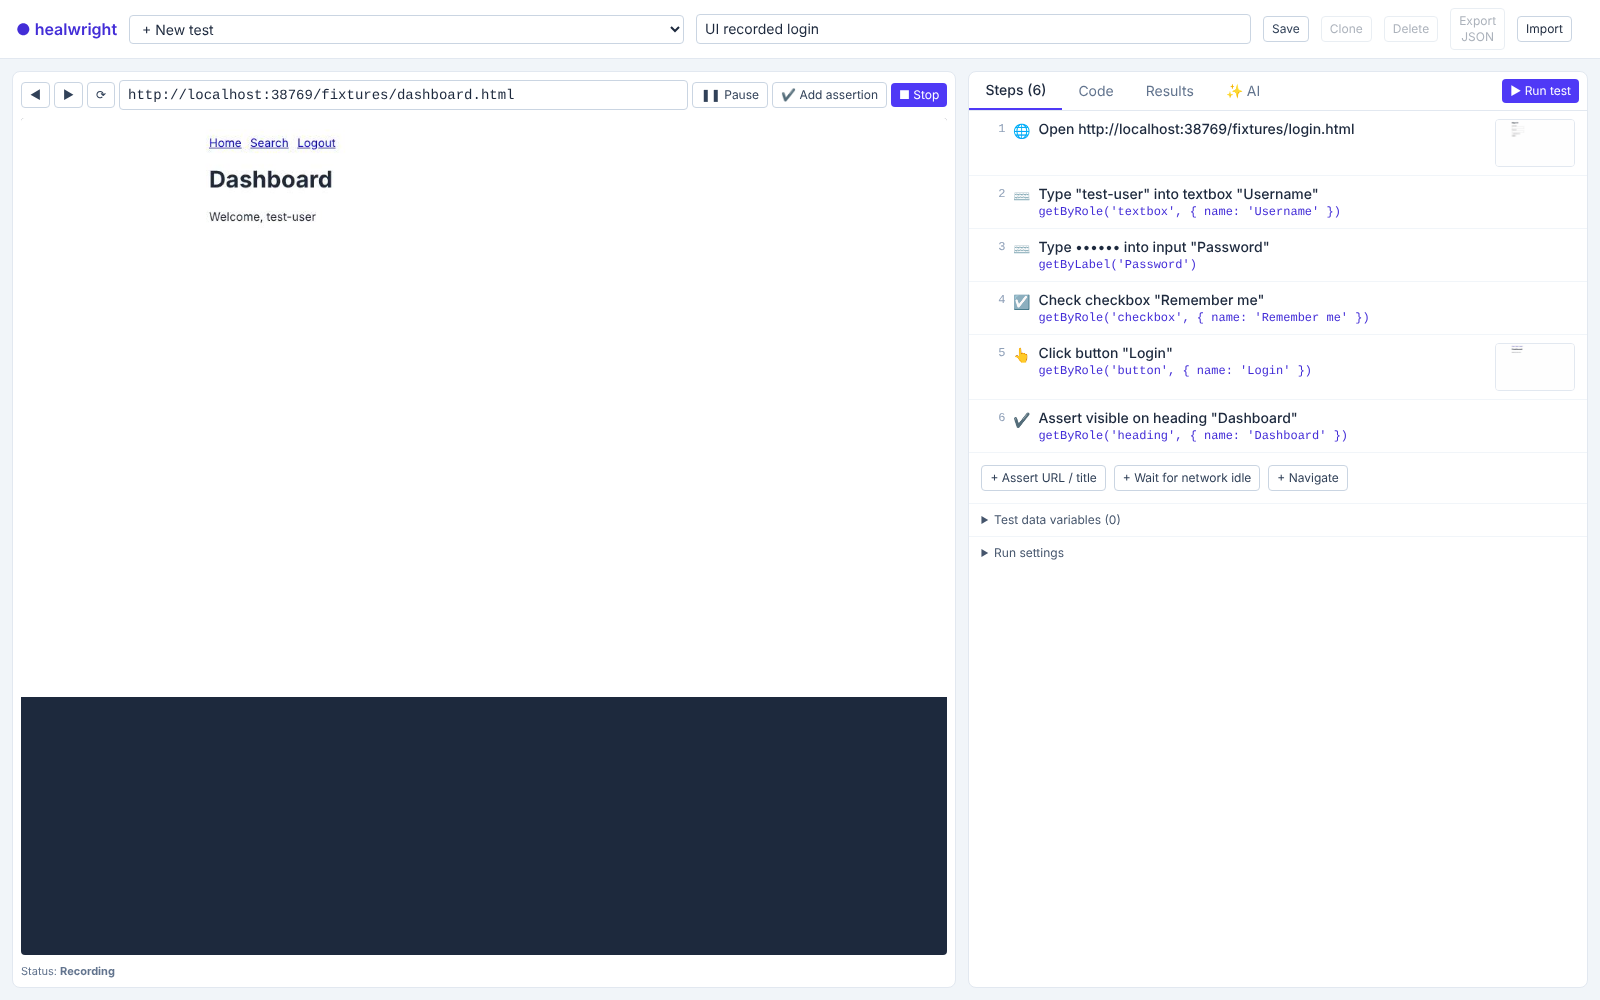 healwright
+ New test
UI recorded login
Save
Clone
Delete
Export
JSON
Import
http://localhost:38769/fixtures/dashboard.html
Pause
Add assertion
Stop
Home Search Logout
Dashboard
Welcome, test-user
Status: Recording
Steps (6)
Code
Results
AI
Run test
1 Open http://localhost:38769/fixtures/login.html
2 Type "test-user" into textbox "Username"
getByRole('textbox', { name: 'Username' })
3 Type •••••• into input "Password"
getByLabel('Password')
4 Check checkbox "Remember me"
getByRole('checkbox', { name: 'Remember me' })
5 Click button "Login"
getByRole('button', { name: 'Login' })
6 Assert visible on heading "Dashboard"
getByRole('heading', { name: 'Dashboard' })
+ Assert URL / title
+ Wait for network idle
+ Navigate
Test data variables (0)
Run settings